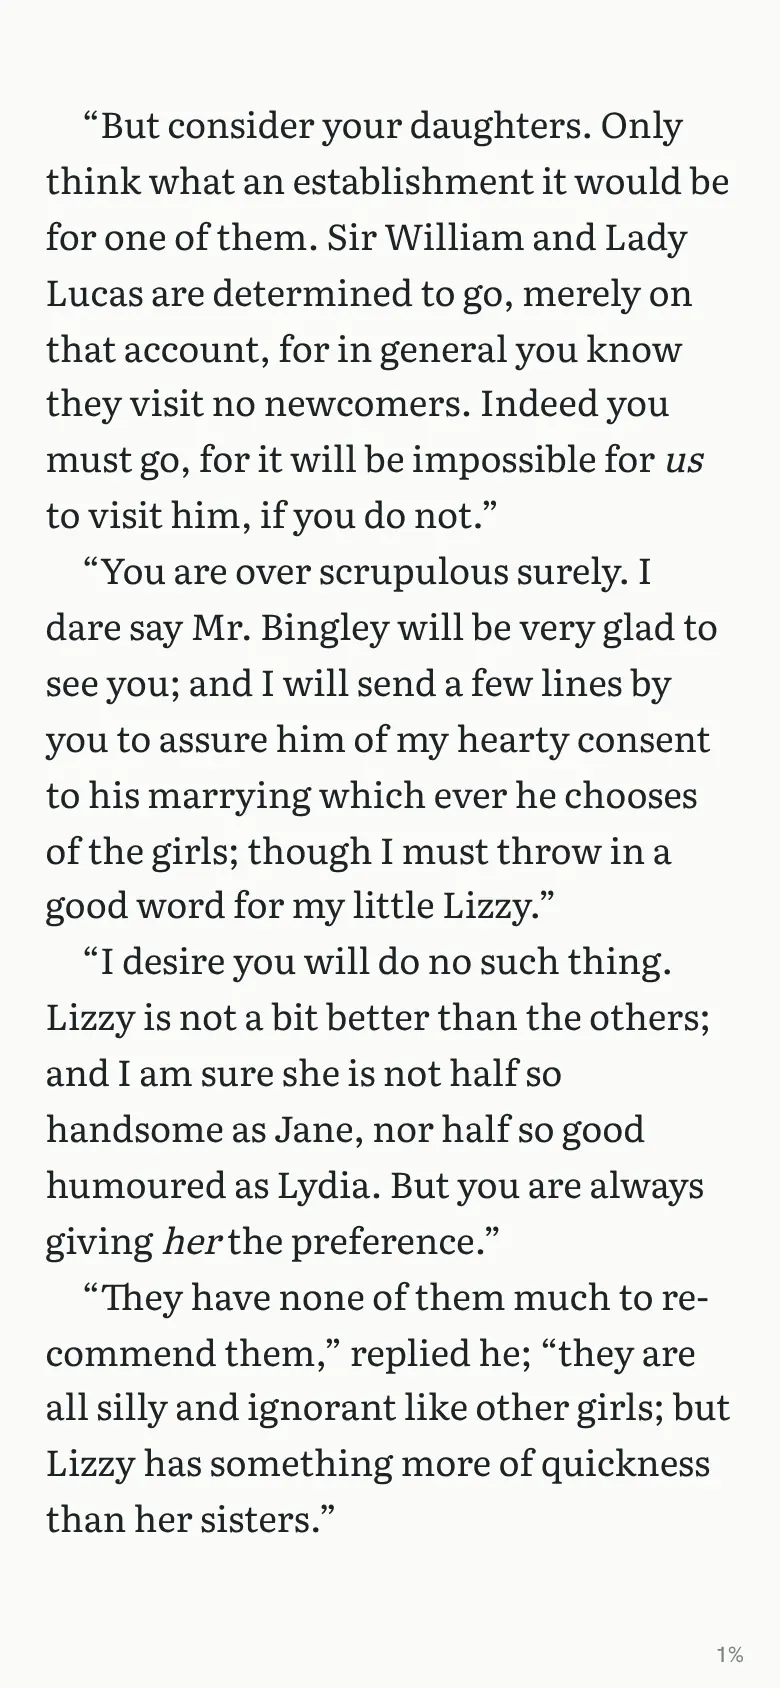 “But consider your daughters. Only
think what an establishment it would be
for one of them. Sir William and Lady
Lucas are determined to go, merely on
that account, for in general you know
they visit no newcomers. Indeed you
must go, for it will be impossible for us
to visit him, if you do not.”
“You are over scrupulous surely. I
dare say Mr. Bingley will be very glad to
see you; and I will send a few lines by
you to assure him of my hearty consent
to his marrying which ever he chooses
of the girls; though I must throw in a
good word for my little Lizzy.”
“I desire you will do no such thing.
Lizzy is not a bit better than the others;
and I am sure she is not half so
handsome as Jane, nor half so good
humoured as Lydia. But you are always
giving her the preference.”
“They have none of them much to re-
commend them,” replied he; “they are
all silly and ignorant like other girls; but
Lizzy has something more of quickness
than her sisters.”
1%